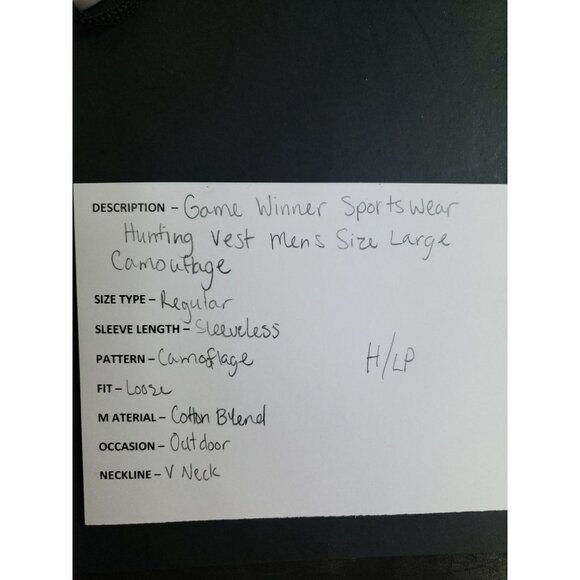 DESCRIPTION - Game Winner Sportswear
Hunting Vest Mens Size Large
Camouflage
SIZE TYPE - Regular
SLEEVE LENGTH - Sleeveless
PATTERN - Camoflage
H/LP
FIT - Loose
MATERIAL - Cotton Blend
OCCASION - Outdoor
NECKLINE - V Neck